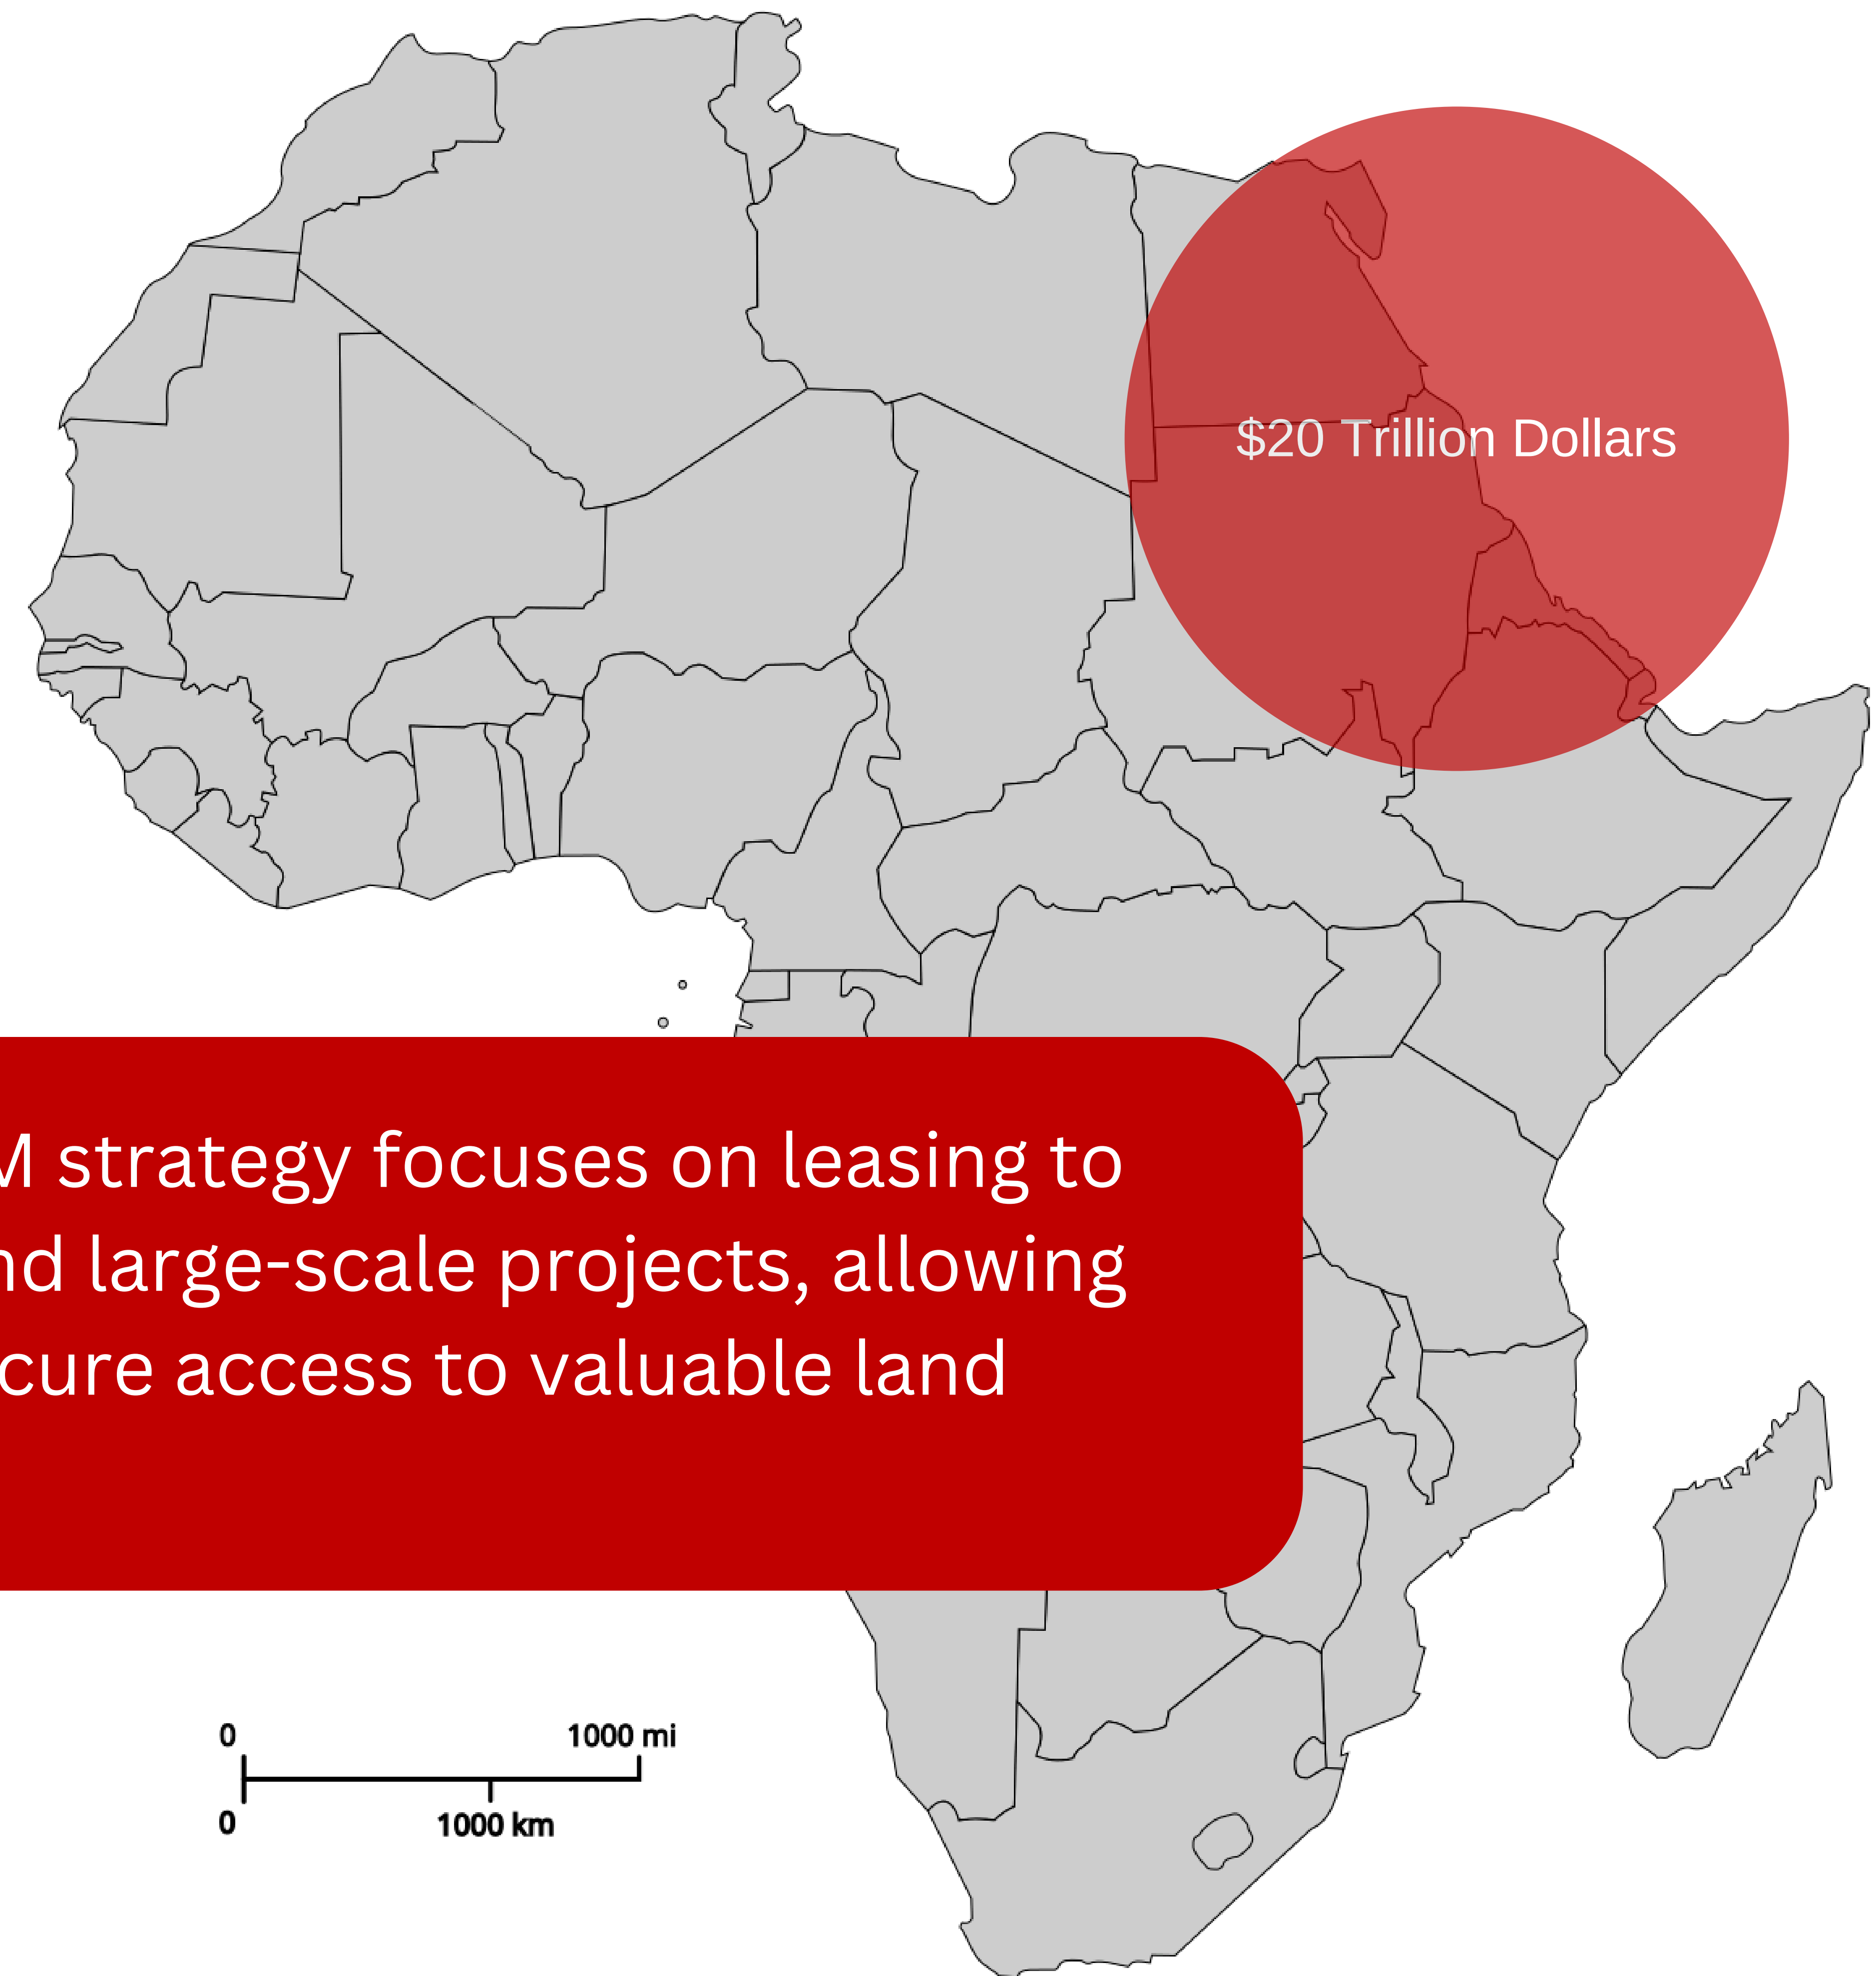 $20 Trillion Dollars
M strategy focuses on leasing to
nd large-scale projects, allowing
cure access to valuable land
0 1000 mi
0 1000 km